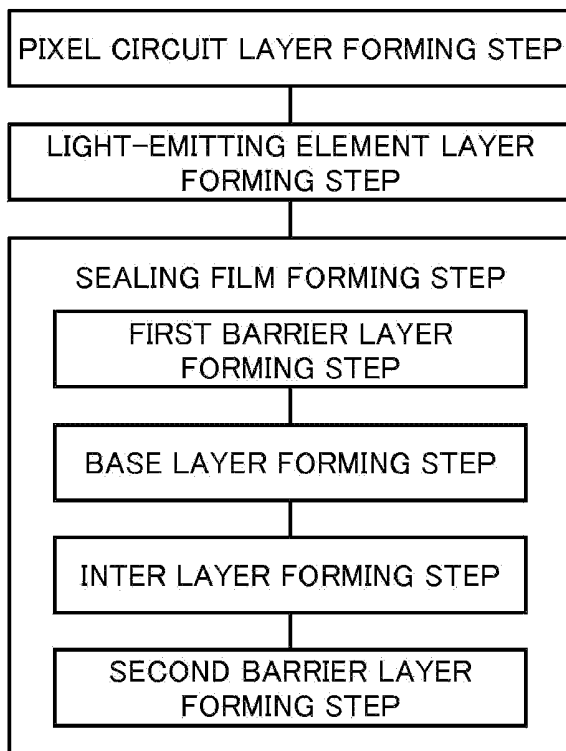 PIXEL CIRCUIT LAYER FORMING STEP
LIGHT-EMITTING ELEMENT LAYER
FORMING STEP
SEALING FILM FORMING STEP
FIRST BARRIER LAYER
FORMING STEP
BASE LAYER FORMING STEP
INTER LAYER FORMING STEP
SECOND BARRIER LAYER
FORMING STEP